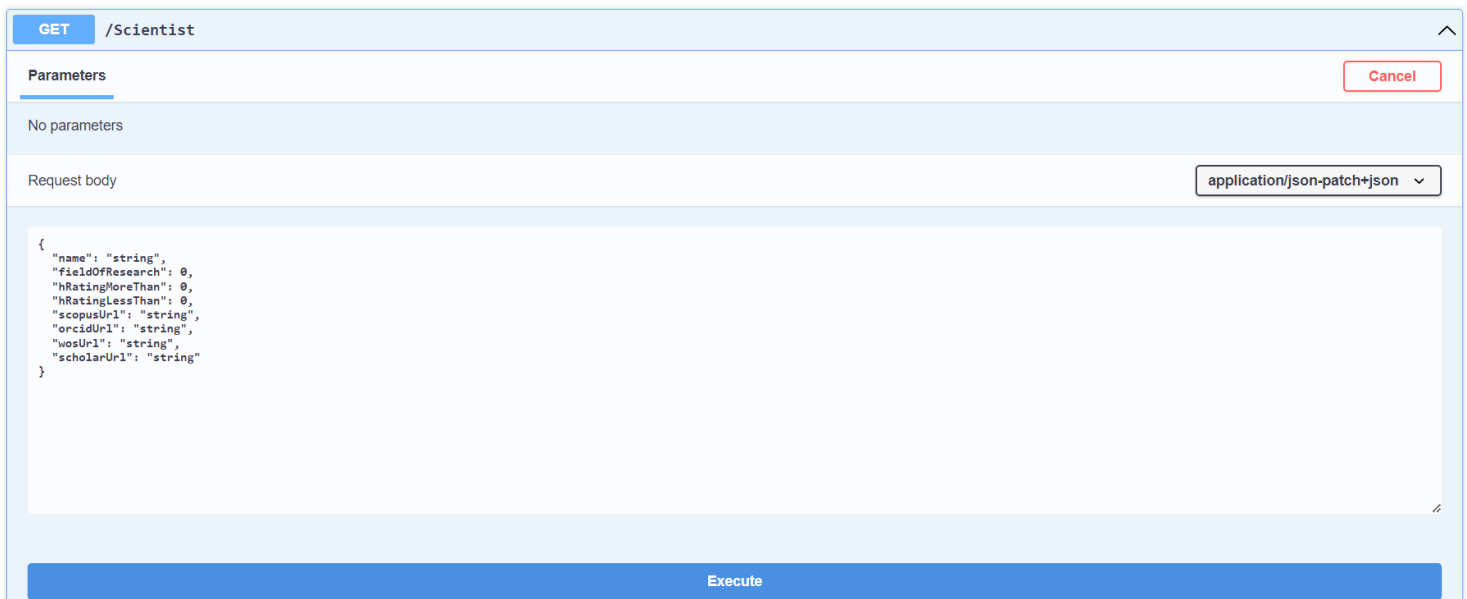 GET /Scientist
Parameters
Cancel
No parameters
Request body
application/json-patch+json
{
  "name": "string",
  "fieldOfResearch": 0,
  "hRatingMoreThan": 0,
  "hRatingLessThan": 0,
  "scopusUrl": "string",
  "orcidUrl": "string",
  "wosUrl": "string",
  "scholarUrl": "string"
}
Execute